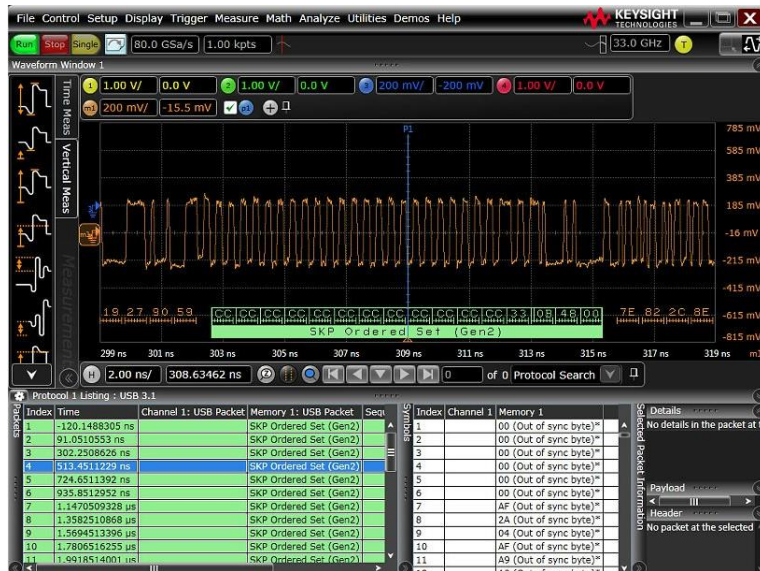 File Control Setup Display Trigger Measure Math Analyze Utilities Demos Help
KEYSIGHT
TECHNOLOGIES
Run Stop Single 80.0 GSa/s 1.00 kpts 33.0 GHz T
Waveform Window 1
Time Meas
Vertical Meas
Measurements
1 1.00 V/ 0.0 V 2 1.00 V/ 0.0 V 3 200 mV/ -200 mV 4 1.00 V/ 0.0 V
m1 200 mV/ -15.5 mV p1
P1
785 mV
585 mV
385 mV
185 mV
-16 mV
-215 mV
-415 mV
-615 mV
-815 mV
19 27 90 59 CC CC CC CC CC CC CC CC CC CC CC CC 33 0B 48 00 7E 82 2C 8E
SKP Ordered Set (Gen2)
299 ns 301 ns 303 ns 305 ns 307 ns 309 ns 311 ns 313 ns 315 ns 317 ns 319 ns m1
H 2.00 ns/ 308.63462 ns 0 of 0 Protocol Search
Protocol 1 Listing : USB 3.1
Packets
Index Time Channel 1: USB Packet Memory 1: USB Packet Sequ
1 -120.1488305 ns SKP Ordered Set (Gen2)
2 91.0510553 ns SKP Ordered Set (Gen2)
3 302.2508626 ns SKP Ordered Set (Gen2)
4 513.4511229 ns SKP Ordered Set (Gen2)
5 724.6511392 ns SKP Ordered Set (Gen2)
6 935.8512952 ns SKP Ordered Set (Gen2)
7 1.1470509328 µs SKP Ordered Set (Gen2)
8 1.3582510868 µs SKP Ordered Set (Gen2)
9 1.5694513396 µs SKP Ordered Set (Gen2)
10 1.7806516255 µs SKP Ordered Set (Gen2)
11 1.9918514001 µs SKP Ordered Set (Gen2)
Symbols
Index Channel 1 Memory 1
1 00 (Out of sync byte)*
2 00 (Out of sync byte)*
3 00 (Out of sync byte)*
4 00 (Out of sync byte)*
5 00 (Out of sync byte)*
6 00 (Out of sync byte)*
7 AF (Out of sync byte)*
8 2A (Out of sync byte)*
9 04 (Out of sync byte)*
10 AF (Out of sync byte)*
11 A9 (Out of sync byte)*
Selected Packet Information
Details
No details in the packet at t
Payload
Header
No packet at the selected